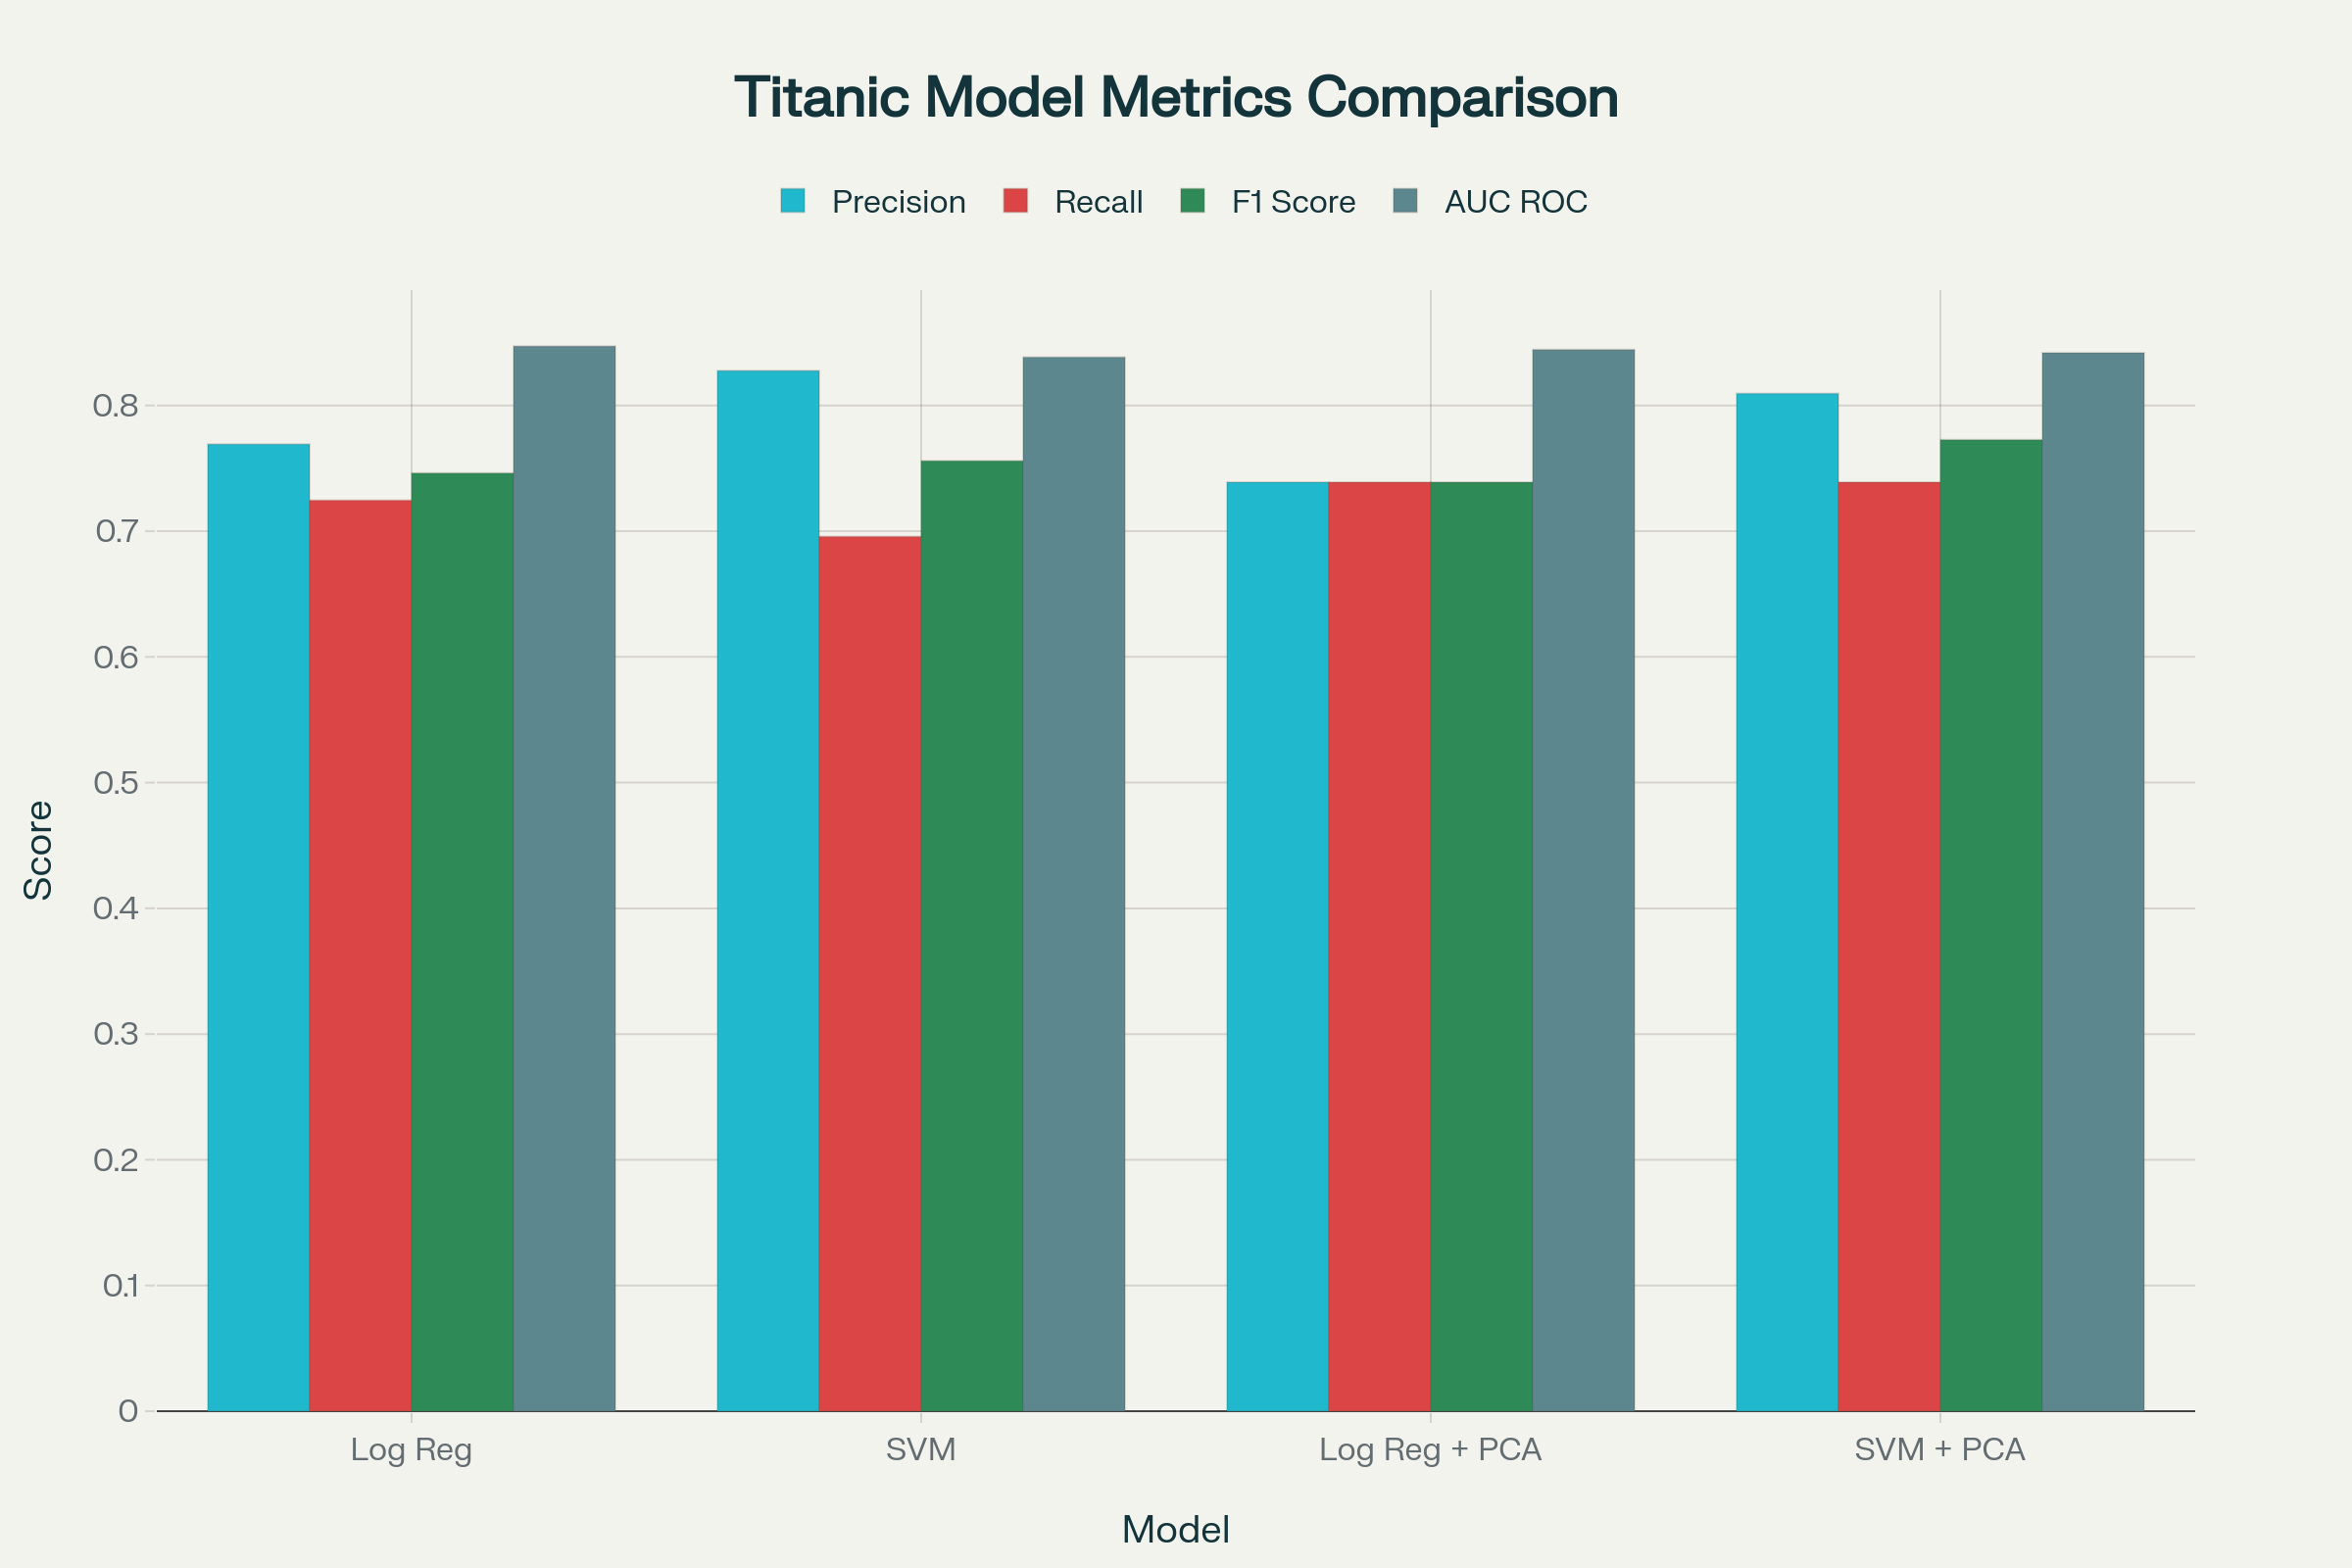 Titanic Model Metrics Comparison
Precision Recall F1 Score AUC ROC
0.8
0.7
0.6
0.5
0.4
0.3
0.2
0.1
0
Score
Log Reg SVM Log Reg + PCA SVM + PCA
Model